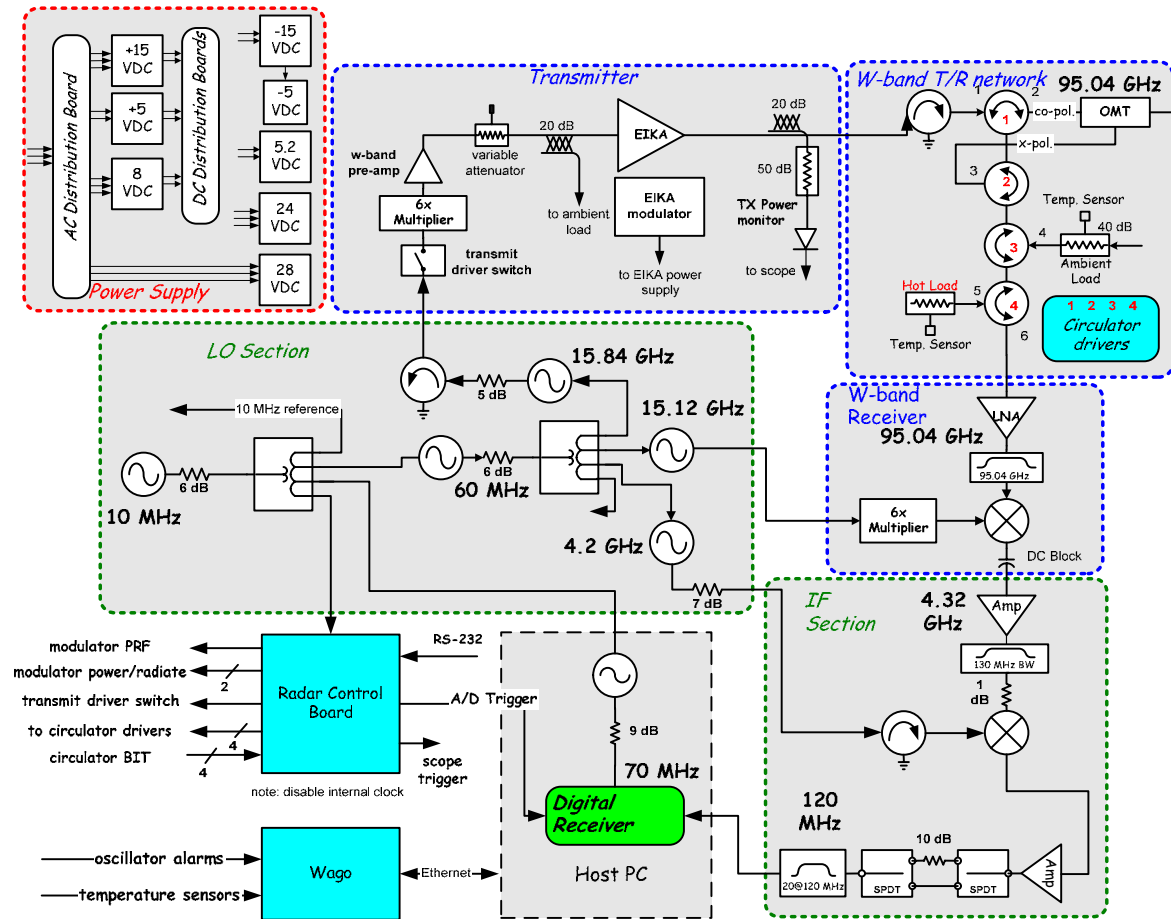 -15
VDC
+15
VDC
-5
VDC
+5
VDC
5.2
VDC
8
VDC
24
VDC
28
VDC
AC Distribution Board
DC Distribution Boards
Power Supply
Transmitter
w-band
pre-amp
variable
attenuator
20 dB
EIKA
20 dB
50 dB
6x
Multiplier
EIKA
modulator
TX Power
monitor
to ambient
load
transmit
driver switch
to EIKA power
supply
to scope
W-band T/R network
95.04 GHz
1
2
1
co-pol.
OMT
x-pol.
3
2
Temp. Sensor
3
4
40 dB
Ambient
Load
Hot Load
5
4
Temp. Sensor
6
1 2 3 4
Circulator
drivers
LO Section
15.84 GHz
5 dB
10 MHz reference
15.12 GHz
6 dB
10 MHz
60 MHz
6 dB
4.2 GHz
7 dB
W-band
Receiver
LNA
95.04 GHz
95.04 GHz
6x
Multiplier
DC Block
IF
Section
4.32
GHz
Amp
130 MHz BW
1
dB
120
MHz
10 dB
20@120 MHz
SPDT
SPDT
Amp
modulator PRF
modulator power/radiate
2
transmit driver switch
to circulator drivers
4
circulator BIT
4
Radar Control
Board
RS-232
A/D Trigger
scope
trigger
note: disable internal clock
9 dB
70 MHz
Digital
Receiver
Host PC
oscillator alarms
temperature sensors
Wago
Ethernet